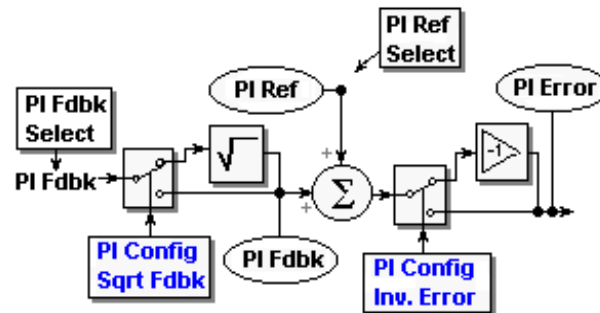 PI Ref
Select
PI Ref
PI Error
PI Fdbk
Select
-1
PI Fdbk
√
+
Σ
+
PI Config
Sqrt Fdbk
PI Fdbk
PI Config
Inv. Error